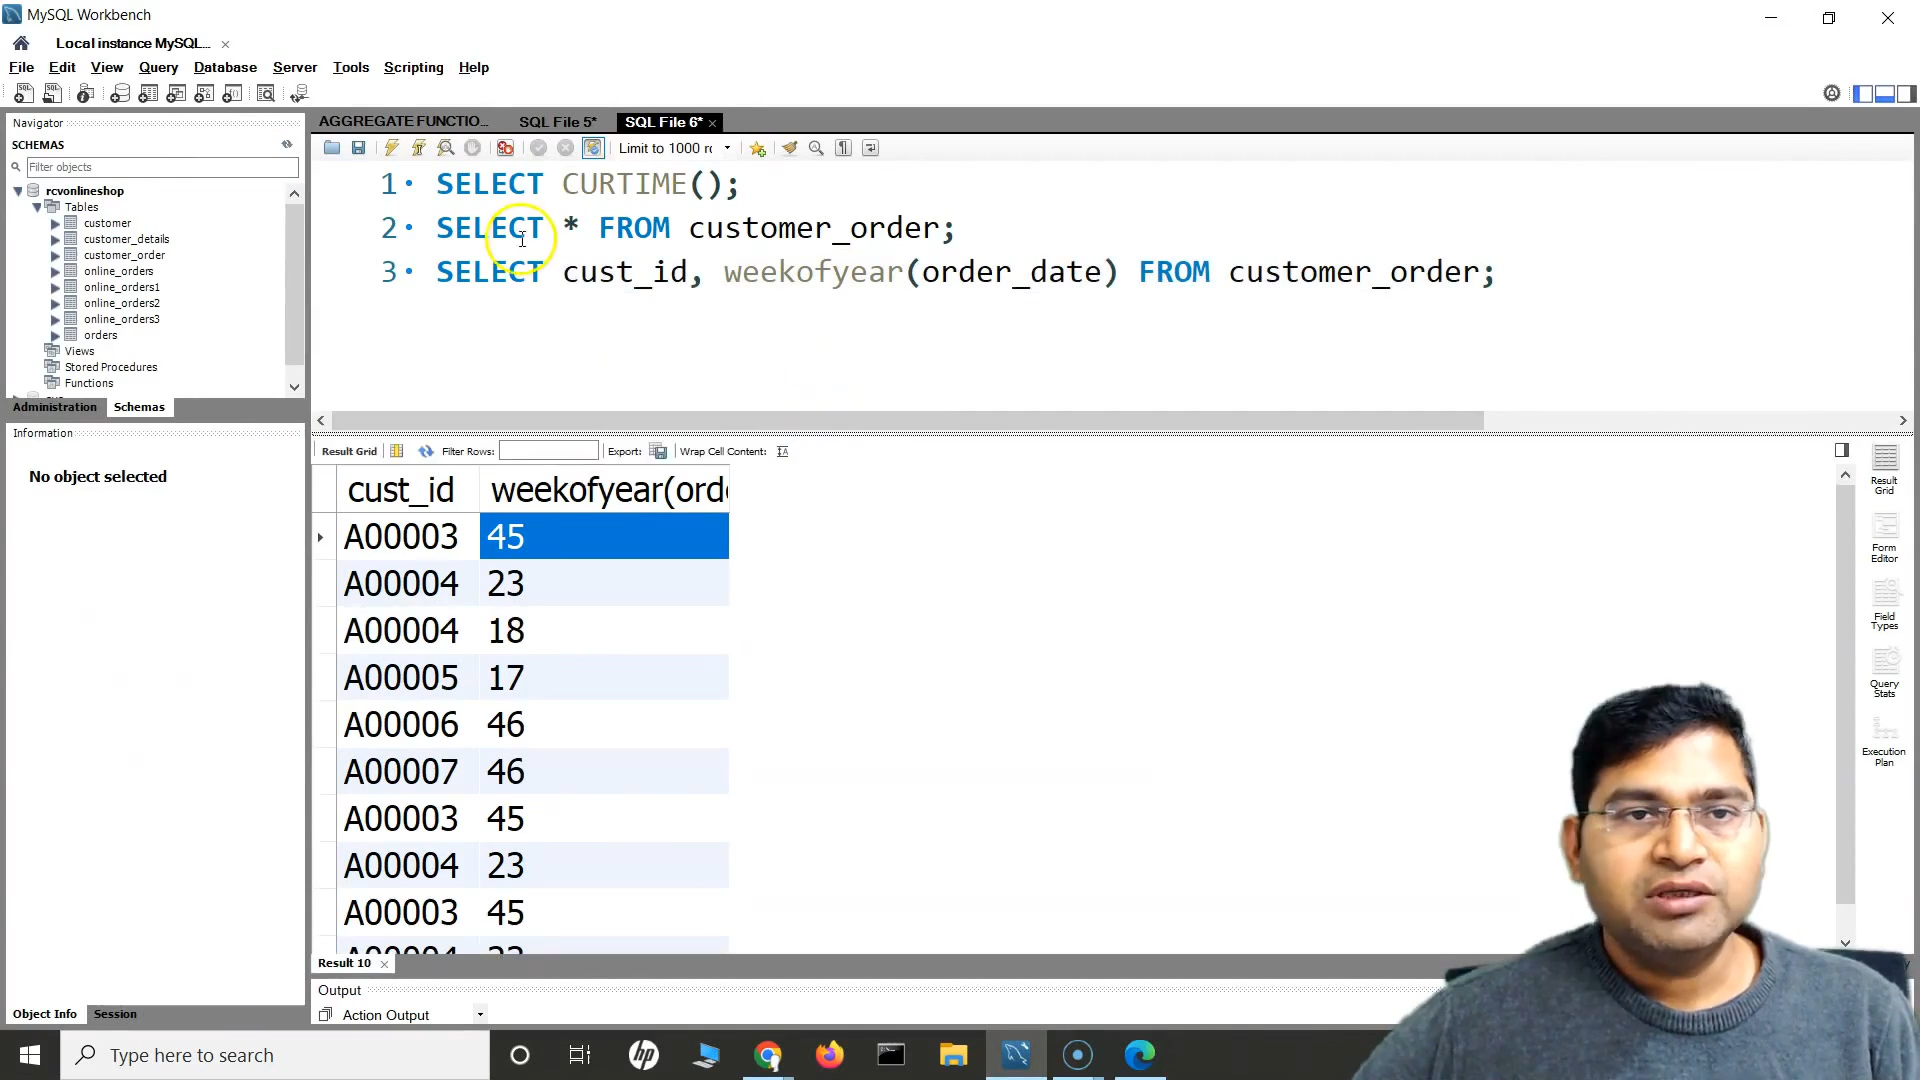 MySQL Workbench
Local instance MySQL...
File Edit View Query Database Server Tools Scripting Help
Navigator
SCHEMAS
Filter objects
rcvonlineshop
Tables
customer
customer_details
customer_order
online_orders
online_orders1
online_orders2
online_orders3
orders
Views
Stored Procedures
Functions
Administration Schemas
Information
No object selected
Object Info Session
AGGREGATE FUNCTIO... SQL File 5* SQL File 6*
Limit to 1000 rc
1 SELECT CURTIME();
2 SELECT * FROM customer_order;
3 SELECT cust_id, weekofyear(order_date) FROM customer_order;
Result Grid Filter Rows: Export: Wrap Cell Content:
cust_id weekofyear(orde
A00003 45
A00004 23
A00004 18
A00005 17
A00006 46
A00007 46
A00003 45
A00004 23
A00003 45
A00004 23
Result Grid
Form Editor
Field Types
Query Stats
Execution Plan
Result 10
Output
Action Output
Type here to search
hp